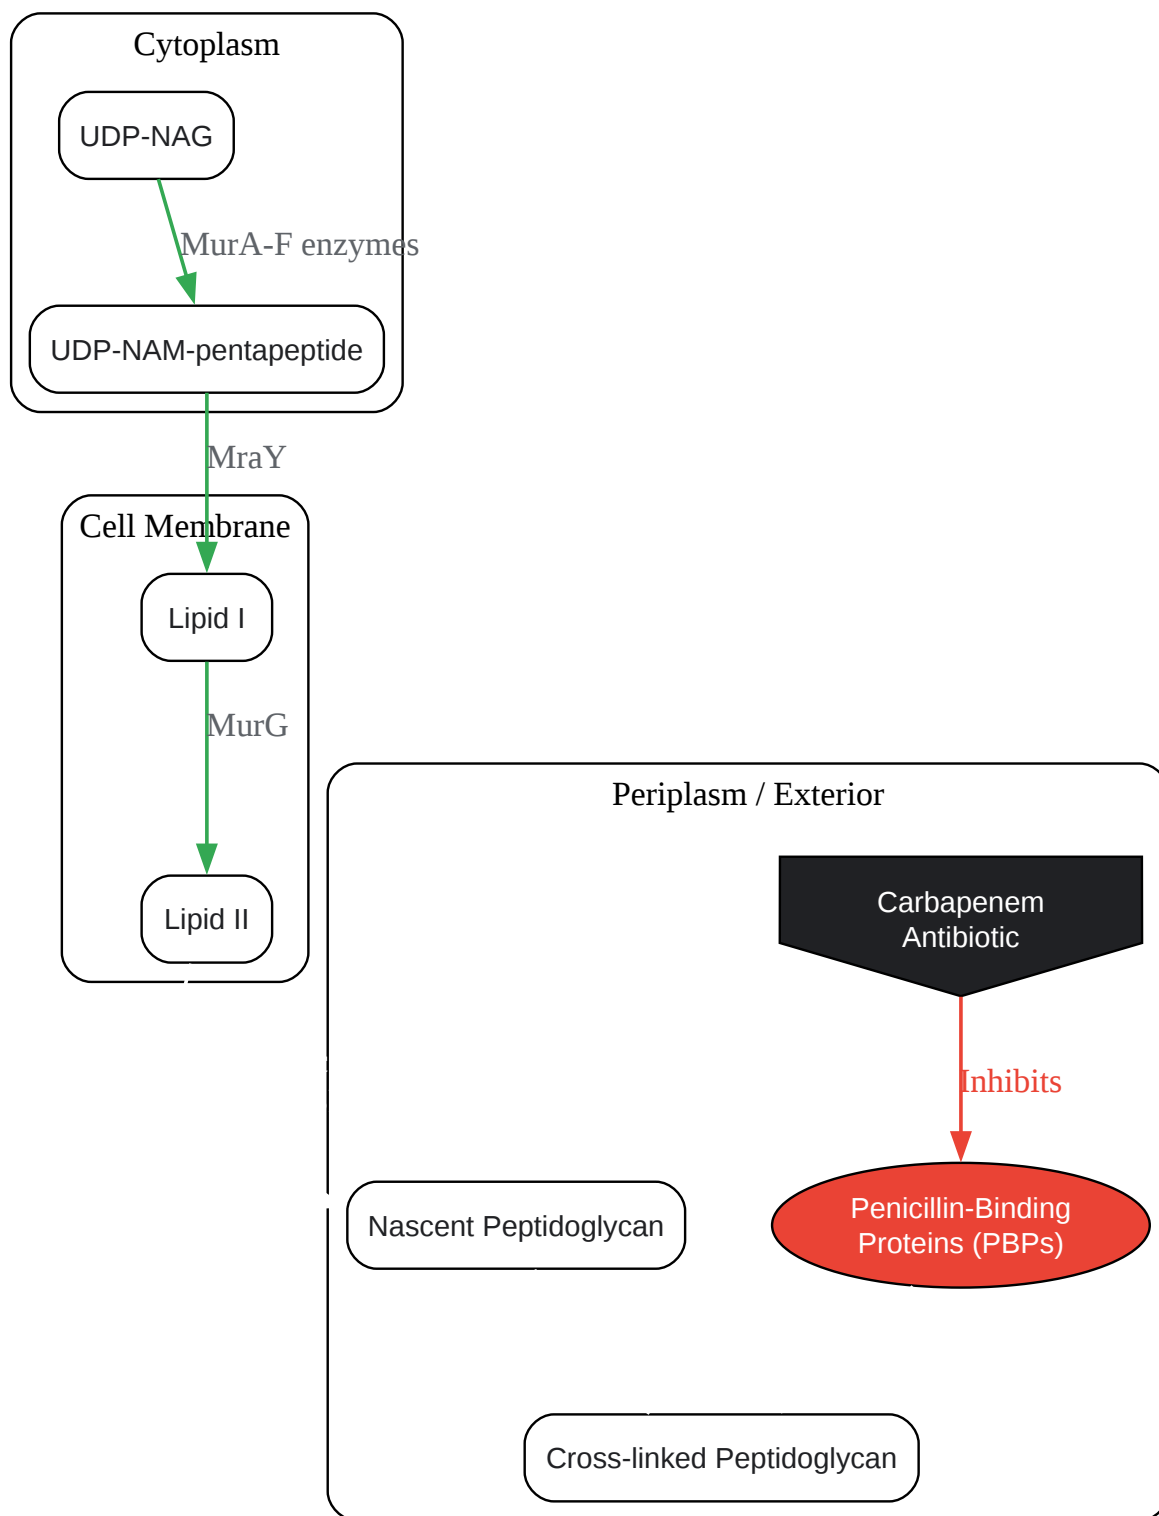 Cytoplasm
UDP-NAG
MurA-F enzymes
UDP-NAM-pentapeptide
MraY
Cell Membrane
Lipid I
MurG
Lipid II
Periplasm / Exterior
Carbapenem
Antibiotic
Inhibits
Nascent Peptidoglycan
Penicillin-Binding
Proteins (PBPs)
Cross-linked Peptidoglycan